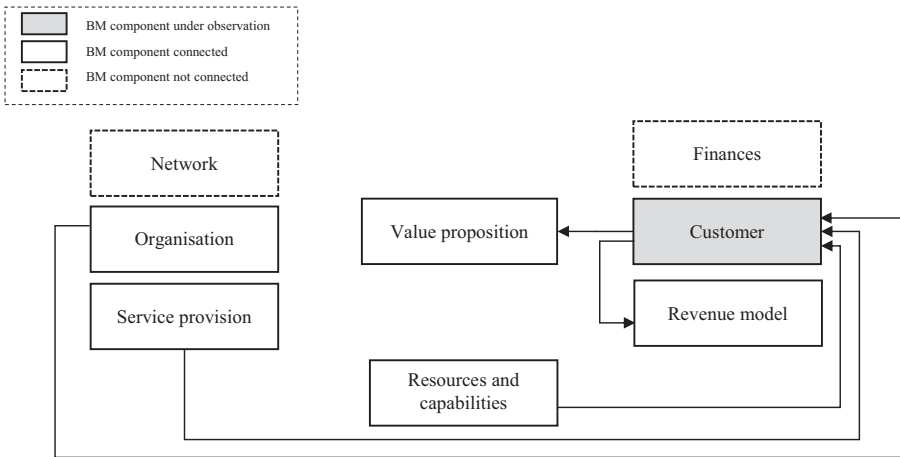 BM component under observation
BM component connected
BM component not connected
Network
Finances
Organisation
Value proposition
Customer
Service provision
Revenue model
Resources and
capabilities